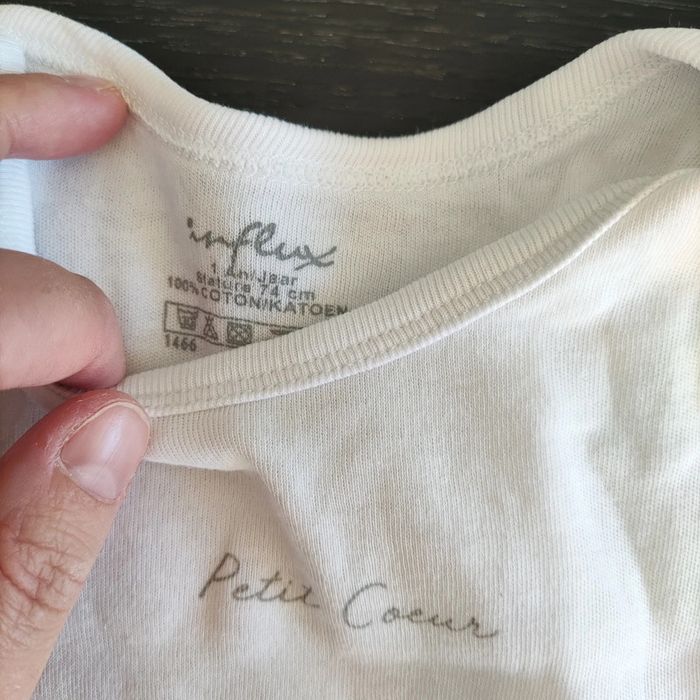 influx
1 an/Jaar
Stature 74 cm
100% COTON/KATOEN
1466
Petit Coeur